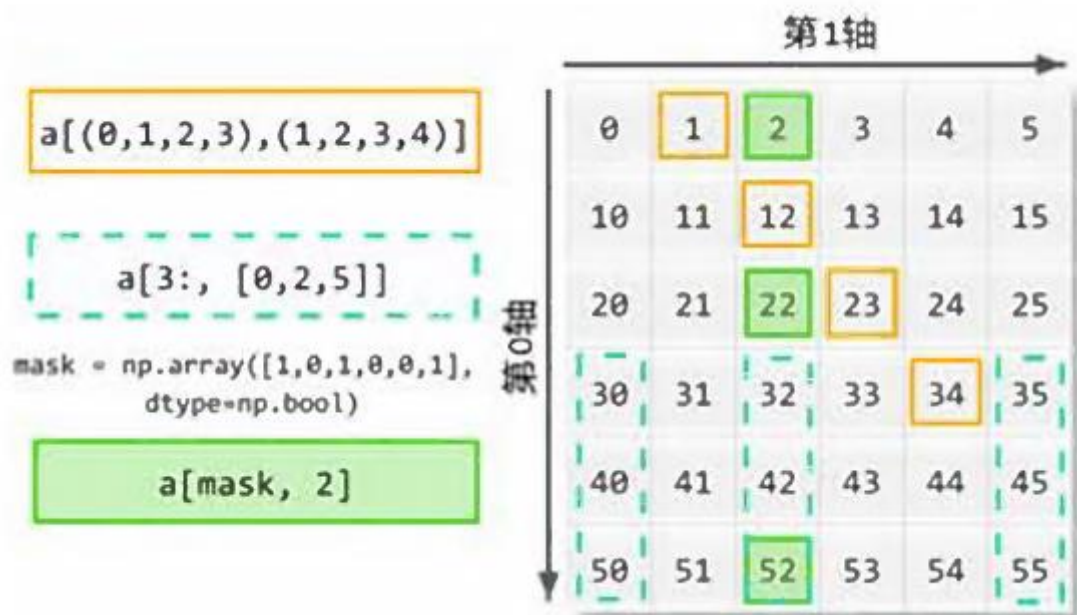 第1轴
a[(0,1,2,3),(1,2,3,4)]
a[3:, [0,2,5]]
mask = np.array([1,0,1,0,0,1],
dtype=np.bool)
a[mask, 2]
第0轴
0 1 2 3 4 5
10 11 12 13 14 15
20 21 22 23 24 25
30 31 32 33 34 35
40 41 42 43 44 45
50 51 52 53 54 55